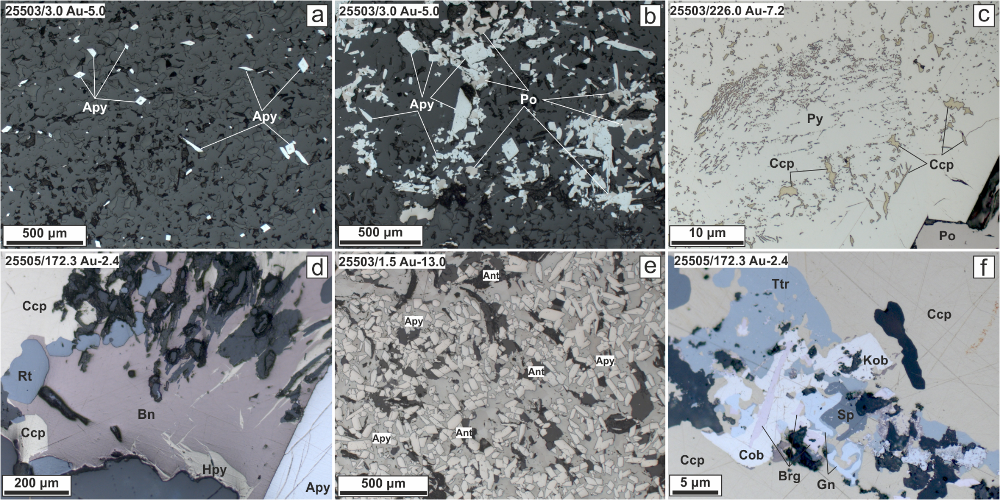 25503/3.0 Au-5.0
a
Apy
Apy
500 µm
25503/3.0 Au-5.0
b
Apy
Po
500 µm
25503/226.0 Au-7.2
c
Py
Ccp
Ccp
Po
10 µm
25505/172.3 Au-2.4
d
Ccp
Rt
Bn
Ccp
Hpy
Apy
200 µm
25503/1.5 Au-13.0
e
Ant
Apy
Apy
Ant
Ant
Apy
500 µm
25505/172.3 Au-2.4
f
Ttr
Ccp
Kob
Sp
Cob
Ccp
Brg
Gn
5 µm